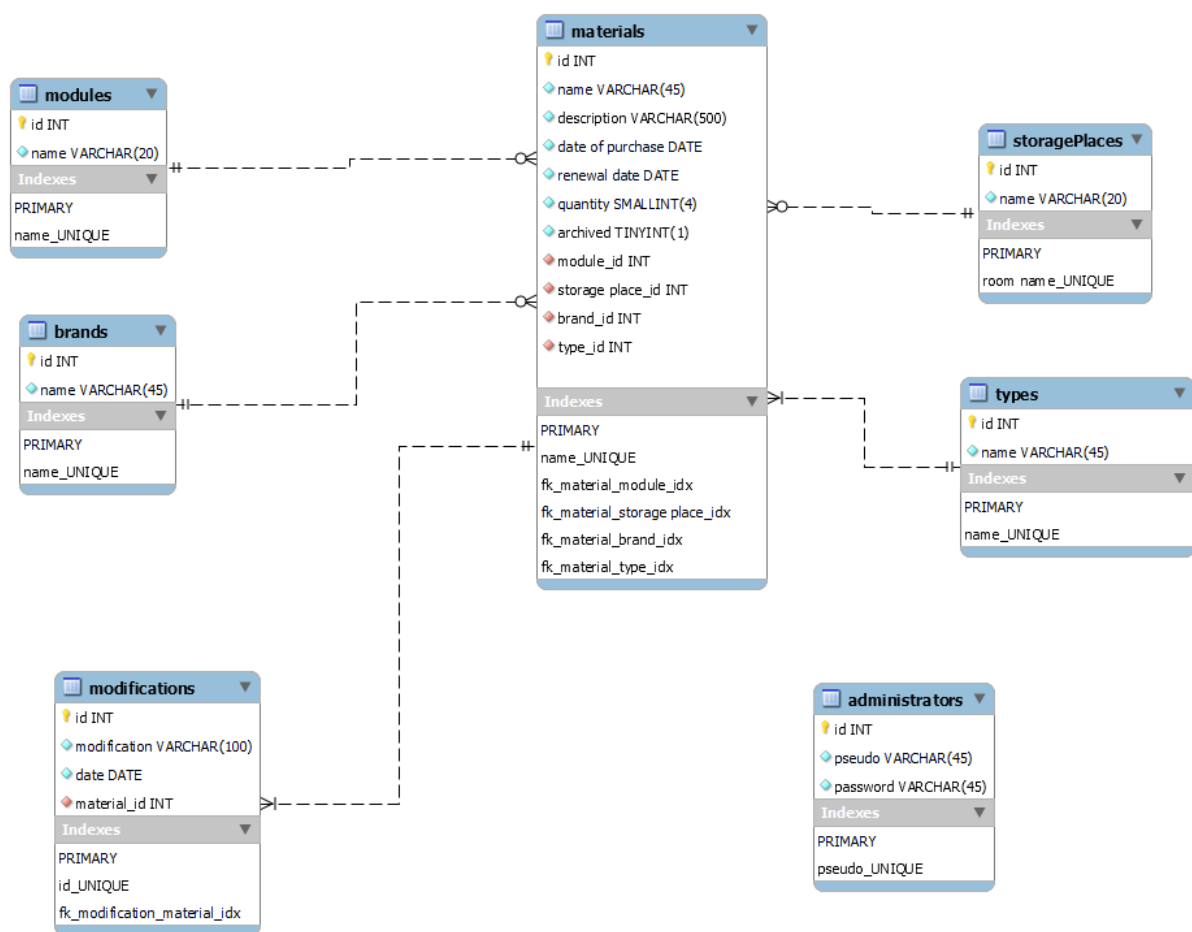 modules
id INT
name VARCHAR(20)
Indexes
PRIMARY
name_UNIQUE
brands
id INT
name VARCHAR(45)
Indexes
PRIMARY
name_UNIQUE
materials
id INT
name VARCHAR(45)
description VARCHAR(500)
date of purchase DATE
renewal date DATE
quantity SMALLINT(4)
archived TINYINT(1)
module_id INT
storage place_id INT
brand_id INT
type_id INT
Indexes
PRIMARY
name_UNIQUE
fk_material_module_idx
fk_material_storage place_idx
fk_material_brand_idx
fk_material_type_idx
storagePlaces
id INT
name VARCHAR(20)
Indexes
PRIMARY
room name_UNIQUE
types
id INT
name VARCHAR(45)
Indexes
PRIMARY
name_UNIQUE
modifications
id INT
modification VARCHAR(100)
date DATE
material_id INT
Indexes
PRIMARY
id_UNIQUE
fk_modification_material_idx
administrators
id INT
pseudo VARCHAR(45)
password VARCHAR(45)
Indexes
PRIMARY
pseudo_UNIQUE